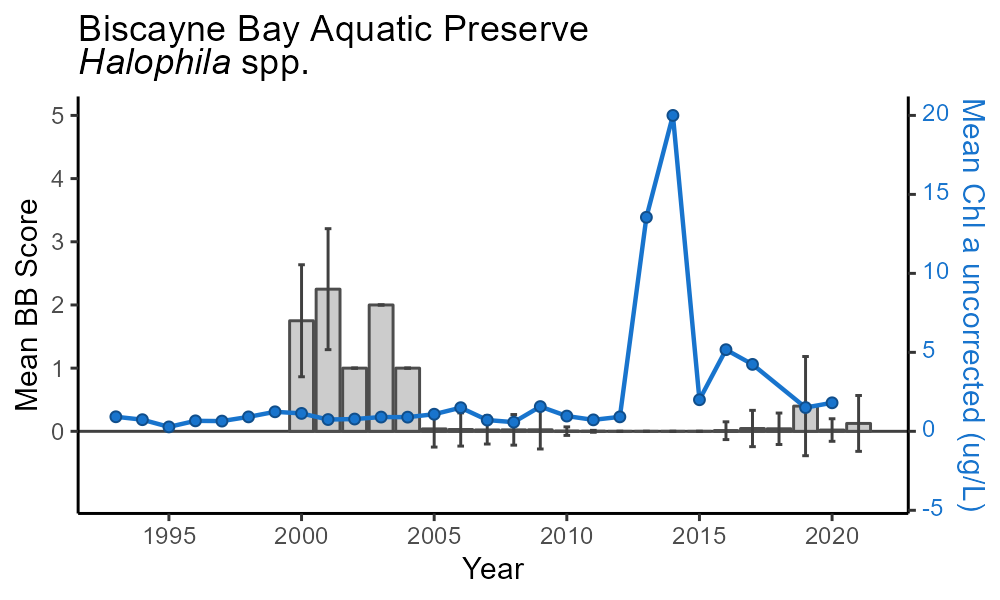 Biscayne Bay Aquatic Preserve
Halophila spp.
Mean BB Score
5
4
3
2
1
0
20
15
10
5
0
-5
Mean Chl a uncorrected (ug/L)
1995 2000 2005 2010 2015 2020
Year